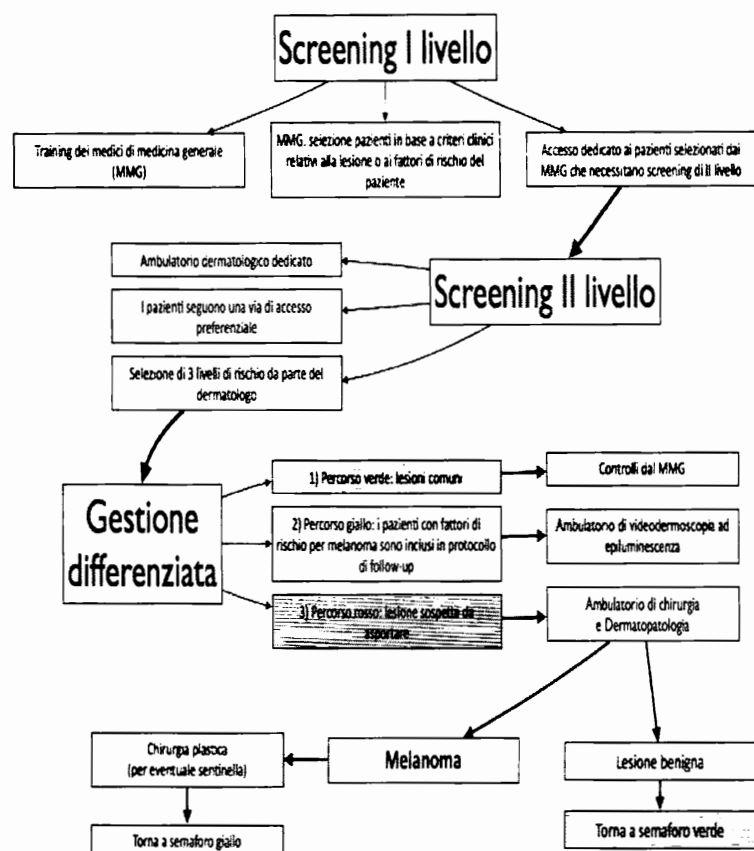 Screening I livello
Training dei medici di medicina generale
(MMG)
MMG: selezione pazienti in base a criteri clinici
relativi alla lesione o ai fattori di rischio del
paziente
Accesso dedicato ai pazienti selezionati dai
MMG che necessitano screening di II livello
Screening II livello
Ambulatorio dermatologico dedicato
I pazienti seguono una via di accesso
preferenziale
Selezione di 3 livelli di rischio da parte del
dermatologo
Gestione
differenziata
1) Percorso verde: lesioni comuni
Controlli dal MMG
2) Percorso giallo: i pazienti con fattori di
rischio per melanoma sono inclusi in protocollo
di follow-up
Ambulatorio di videodermoscopia ad
epiluminescenza
3) Percorso rosso: lesione sospetta da
asportare
Ambulatorio di chirurgia
e Dermatopatologia
Melanoma
Chirurgia plastica
(per eventuale sentinella)
Lesione benigna
Torna a semaforo giallo
Torna a semaforo verde